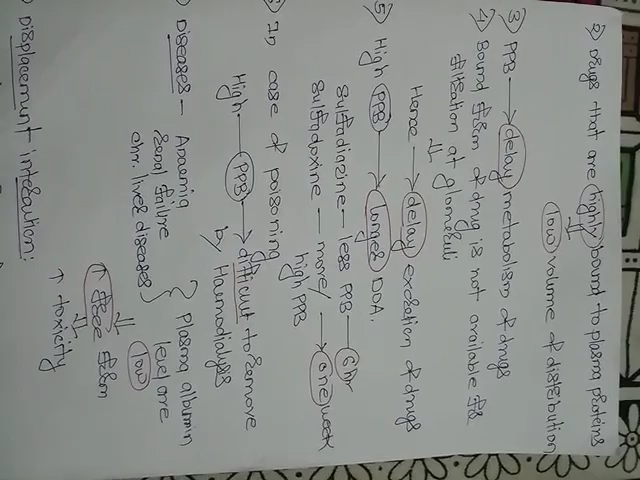 2) Drugs that are highly bound to plasma proteins
↓↓
low volume of distribution
3) PPB → delay metabolism of drugs
4) Bound form of drug is not available for
filtration at glomeruli
↓↓
Hence → delay excretion of drugs
5) High PPB → longer DOA.
Sulfadiazine – less PPB – 6hr
Sulfadoxine – more/high PPB → one week
In case of poisoning
High – PPB → difficult to remove
by Haemodialysis
Diseases – Anaemia
Renal failure
chr. liver diseases
} Plasma albumin
level are
low
↓↓
↑ free form
↓↓
↑ toxicity
Displacement interaction: